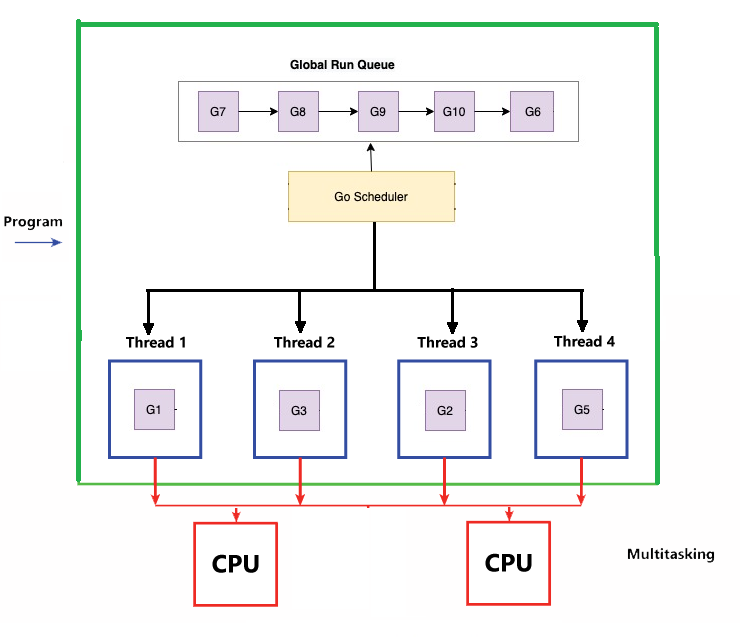 Global Run Queue
G7 G8 G9 G10 G6
Go Scheduler
Program
Thread 1 Thread 2 Thread 3 Thread 4
G1 G3 G2 G5
CPU CPU
Multitasking